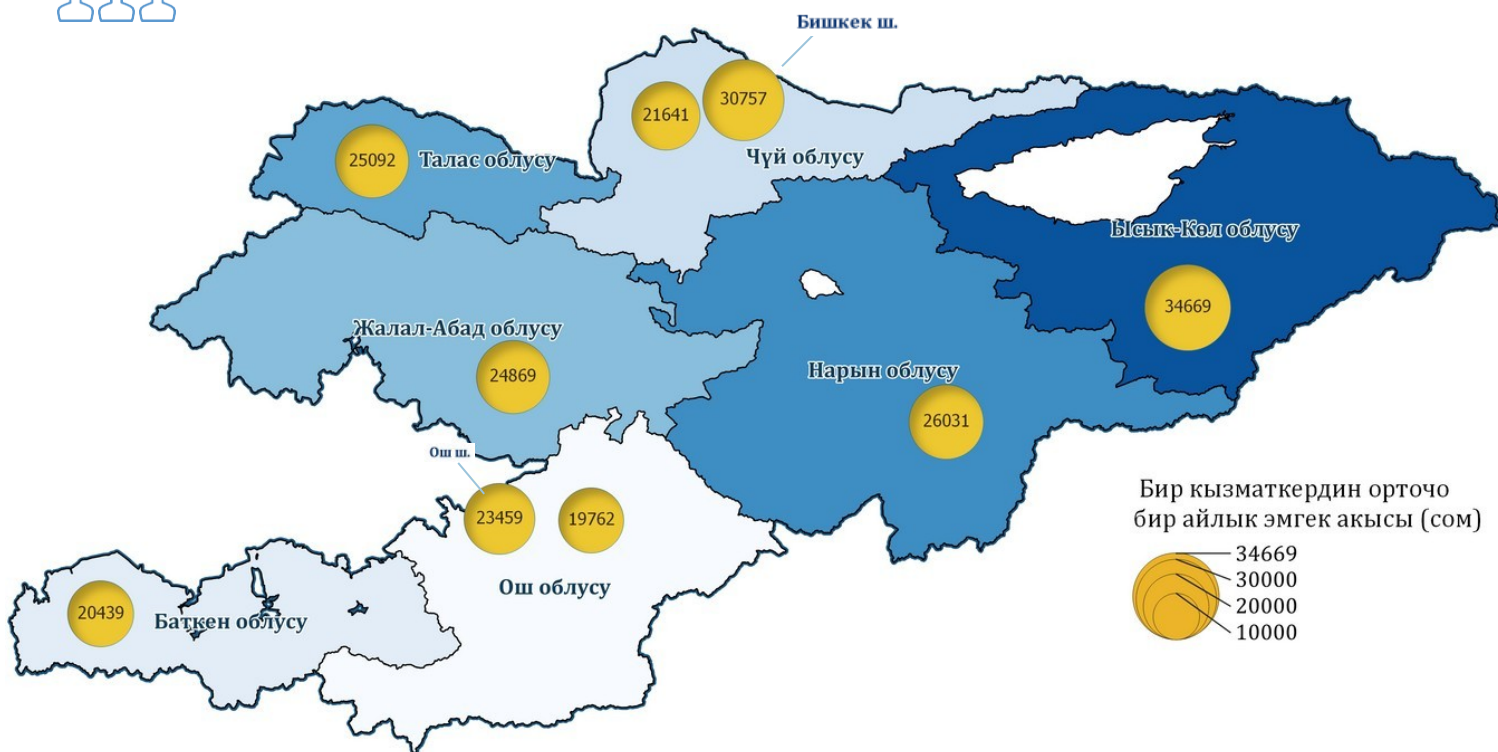 Бишкек ш.
30757
21641
Чүй облусу
25092
Талас облусу
Ысык-Көл облусу
34669
Жалал-Абад облусу
24869
Нарын облусу
26031
Ош ш.
23459
19762
Ош облусу
20439
Баткен облусу
Бир кызматкердин орточо
бир айлык эмгек акысы (сом)
34669
30000
20000
10000